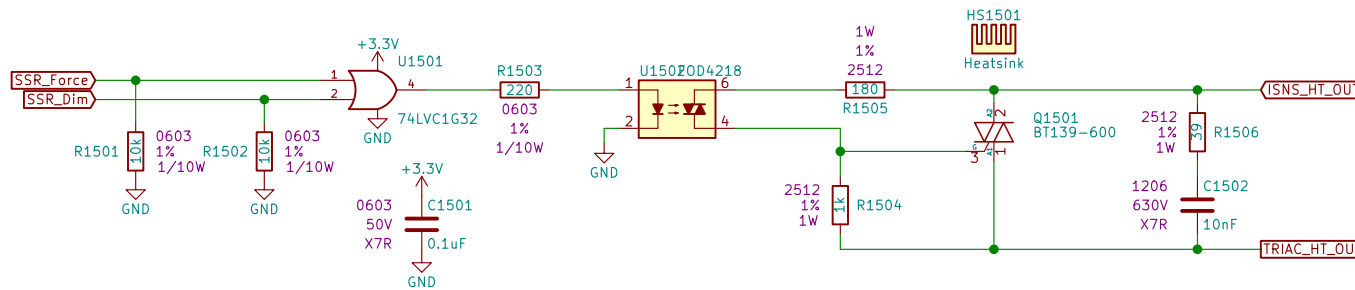 HS1501
Heatsink
1W
1%
2512
180
R1505
+3.3V
U1501
1
2
4
74LVC1G32
GND
SSR_Force
SSR_Dim
R1503
220
0603
1%
1/10W
U1502
FOD4218
1
2
6
4
GND
ISNS_HT_OUT
Q1501
BT139-600
A2
2
G
3
A1
1
2512
1%
1W
39
R1506
R1501
10k
0603
1%
1/10W
GND
R1502
10k
0603
1%
1/10W
GND
+3.3V
0603
50V
X7R
C1501
0.1uF
GND
2512
1%
1W
1k
R1504
1206
630V
X7R
C1502
10nF
TRIAC_HT_OU